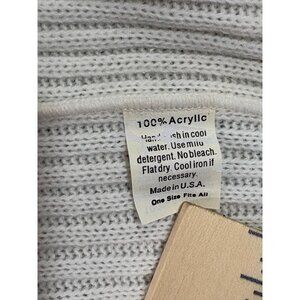 100% Acrylic
Hand wash in cool
water. Use mild
detergent. No bleach.
Flat dry. Cool iron if
necessary.
Made in U.S.A.
One Size Fits All